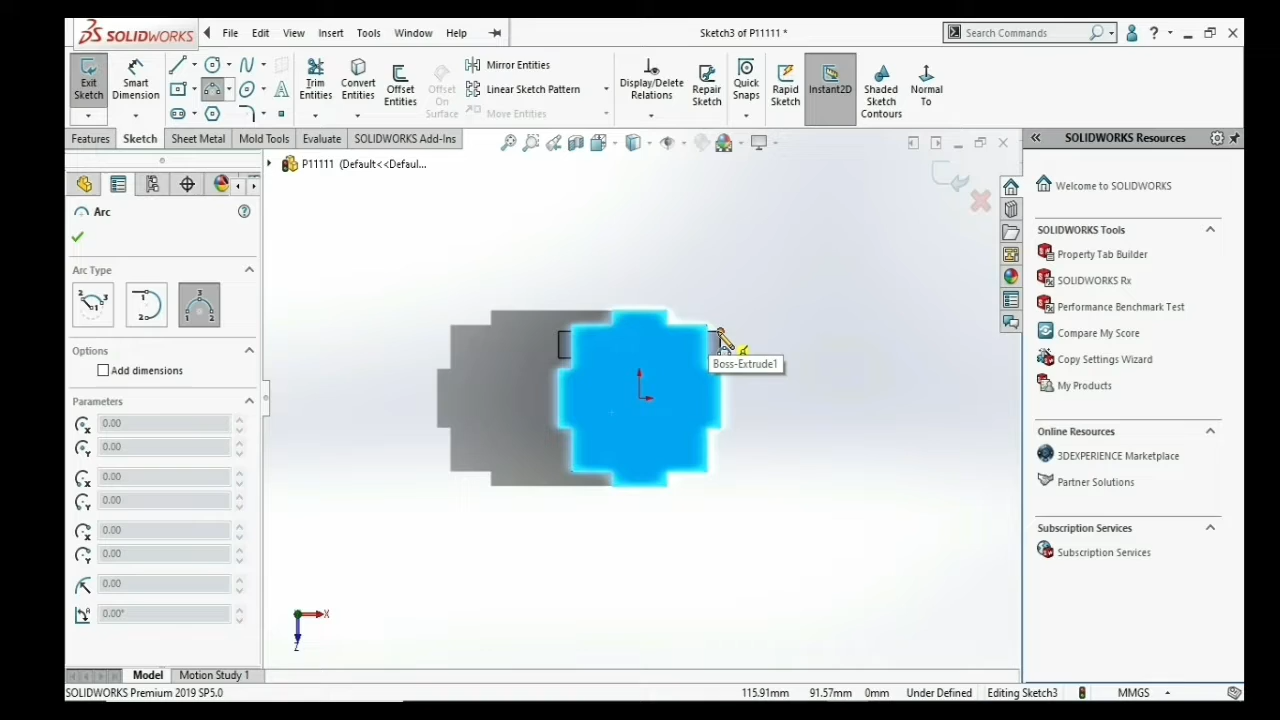 SOLIDWORKS
File
Edit
View
Insert
Tools
Window
Help
Sketch3 of P11111 *
Search Commands
?
Exit Sketch
Smart Dimension
Trim Entities
Convert Entities
Offset Entities
Offset On Surface
Mirror Entities
Linear Sketch Pattern
Move Entities
Display/Delete Relations
Repair Sketch
Quick Snaps
Rapid Sketch
Instant2D
Shaded Sketch Contours
Normal To
Features
Sketch
Sheet Metal
Mold Tools
Evaluate
SOLIDWORKS Add-Ins
P11111 (Default<<Defaul...
Arc
Arc Type
Options
Add dimensions
Parameters
0.00
0.00
0.00
0.00
0.00
0.00
0.00
0.00°
Boss-Extrude1
X
Z
SOLIDWORKS Resources
Welcome to SOLIDWORKS
SOLIDWORKS Tools
Property Tab Builder
SOLIDWORKS Rx
Performance Benchmark Test
Compare My Score
Copy Settings Wizard
My Products
Online Resources
3DEXPERIENCE Marketplace
Partner Solutions
Subscription Services
Subscription Services
Model
Motion Study 1
SOLIDWORKS Premium 2019 SP5.0
115.91mm
91.57mm
0mm
Under Defined
Editing Sketch3
MMGS